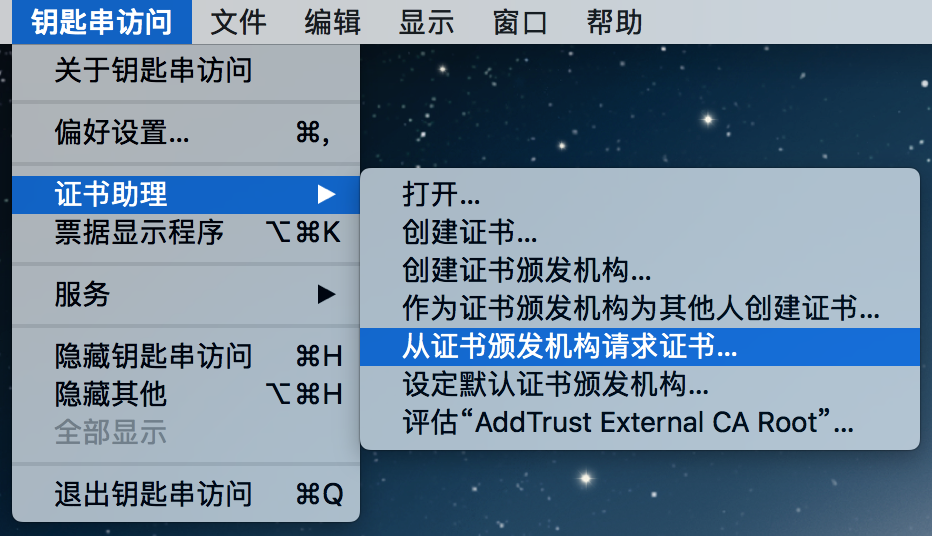 钥匙串访问 文件 编辑 显示 窗口 帮助
关于钥匙串访问
偏好设置... ⌘,
证书助理 ▶
票据显示程序 ⌥⌘K
服务 ▶
隐藏钥匙串访问 ⌘H
隐藏其他 ⌥⌘H
全部显示
退出钥匙串访问 ⌘Q
打开...
创建证书...
创建证书颁发机构...
作为证书颁发机构为其他人创建证书...
从证书颁发机构请求证书...
设定默认证书颁发机构...
评估“AddTrust External CA Root”...